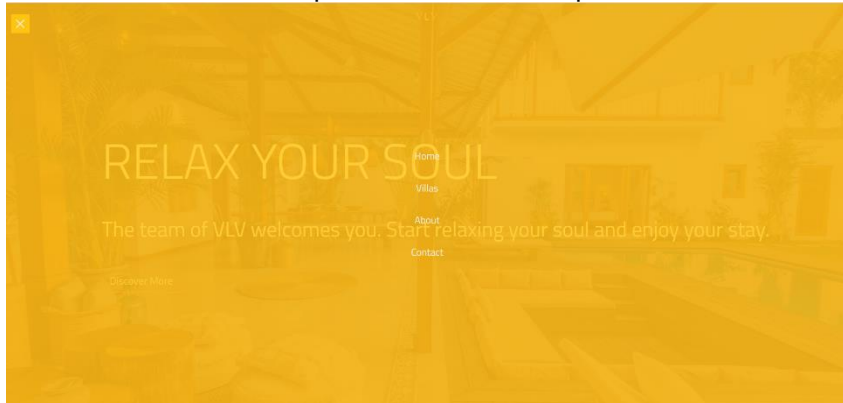 VLV
RELAX YOUR SOUL
Home
Villas
About
The team of VLV welcomes you. Start relaxing your soul and enjoy your stay.
Contact
Discover More